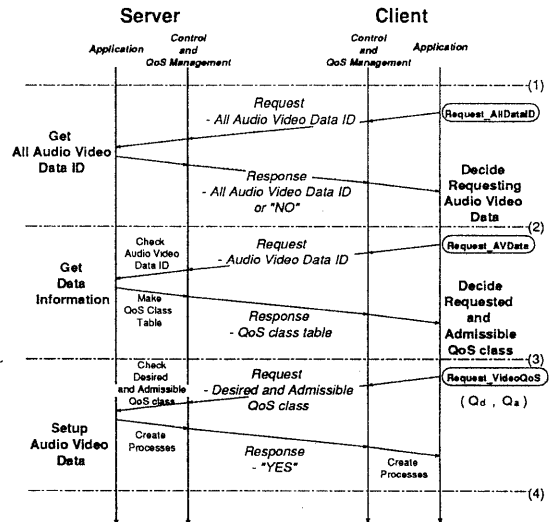 Server
Client
Application
Control
and
QoS Management
Control
and
QoS Management
Application
(1)
Request
- All Audio Video Data ID
Request_AllDataID
Get
All Audio Video
Data ID
Response
- All Audio Video Data ID
or "NO"
Decide
Requesting
Audio Video
Data
(2)
Check
Audio Video
Data ID
Request
- Audio Video Data ID
Request_AVData
Get
Data
Information
Make
QoS Class
Table
Response
- QoS class table
Decide
Requested
and
Admissible
QoS class
(3)
Check
Desired
and Admissible
QoS class
Request
- Desired and Admissible
QoS class
Request_VideoQoS
( Qd , Qa )
Setup
Audio Video
Data
Create
Processes
Response
- "YES"
Create
Processes
(4)